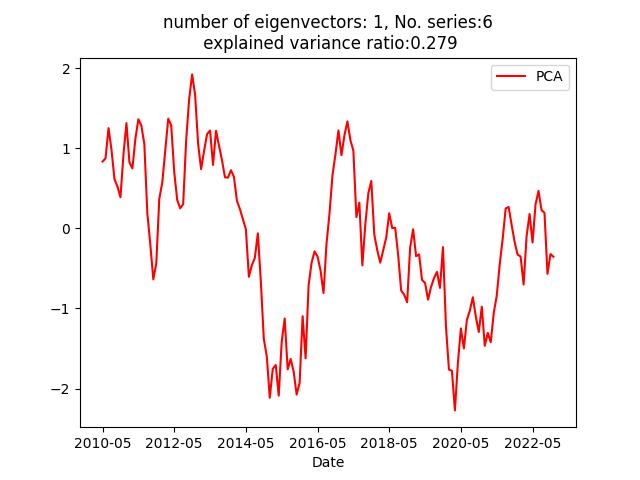 number of eigenvectors: 1, No. series:6
explained variance ratio:0.279
PCA
2
1
0
−1
−2
2010-05 2012-05 2014-05 2016-05 2018-05 2020-05 2022-05
Date